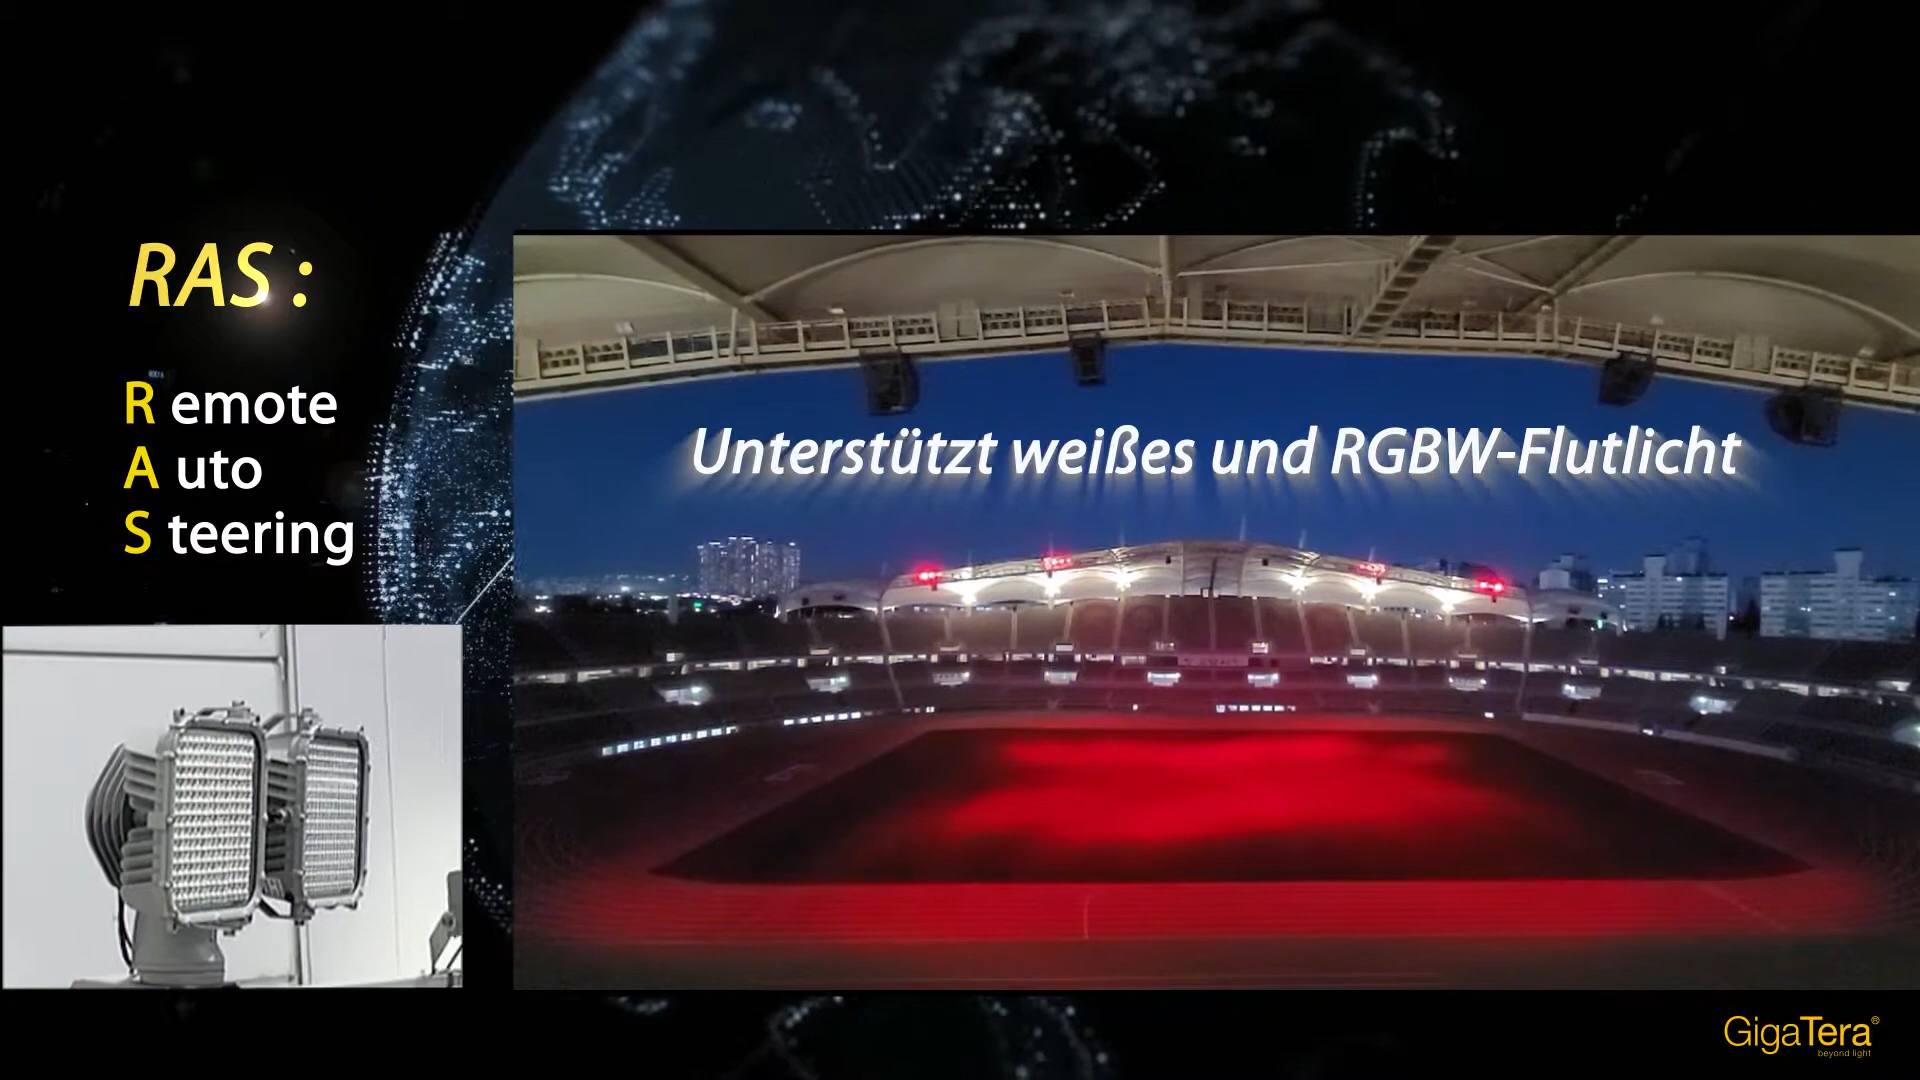 RAS :
R emote
A uto
S teering
Unterstützt weißes und RGBW-Flutlicht
GigaTera®
beyond light